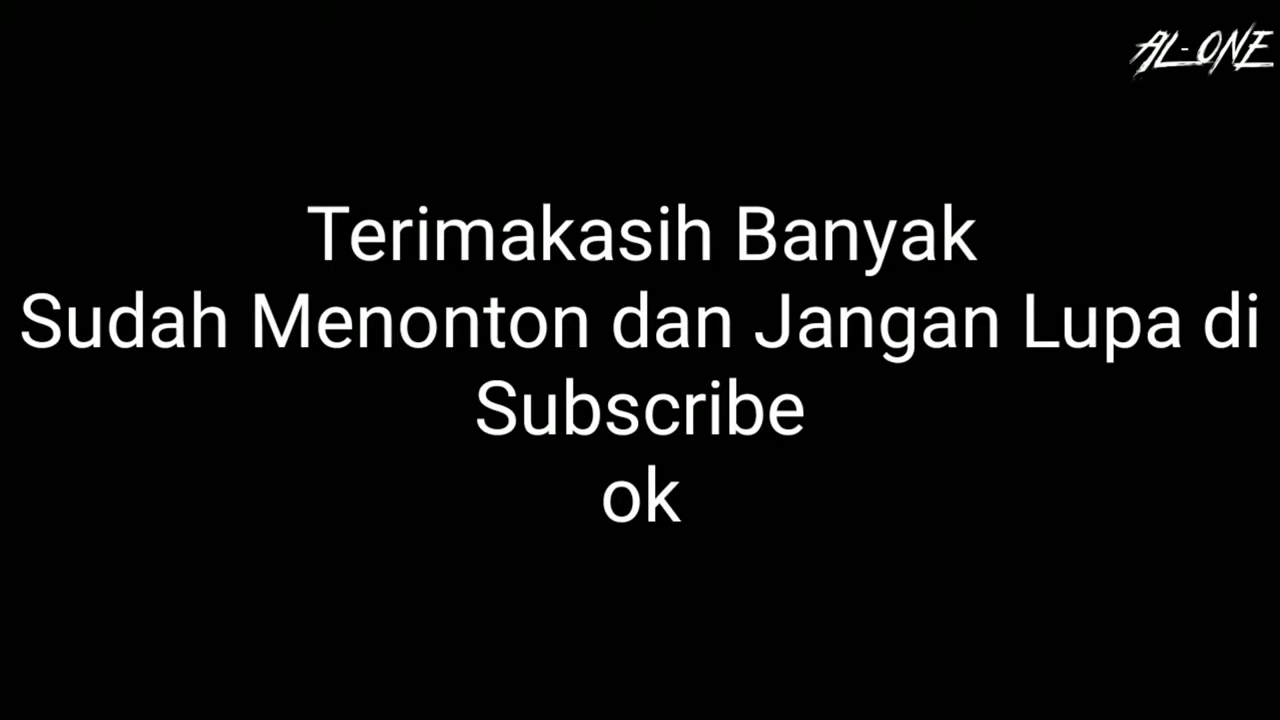 AL-ONE
Terimakasih Banyak
Sudah Menonton dan Jangan Lupa di
Subscribe
ok